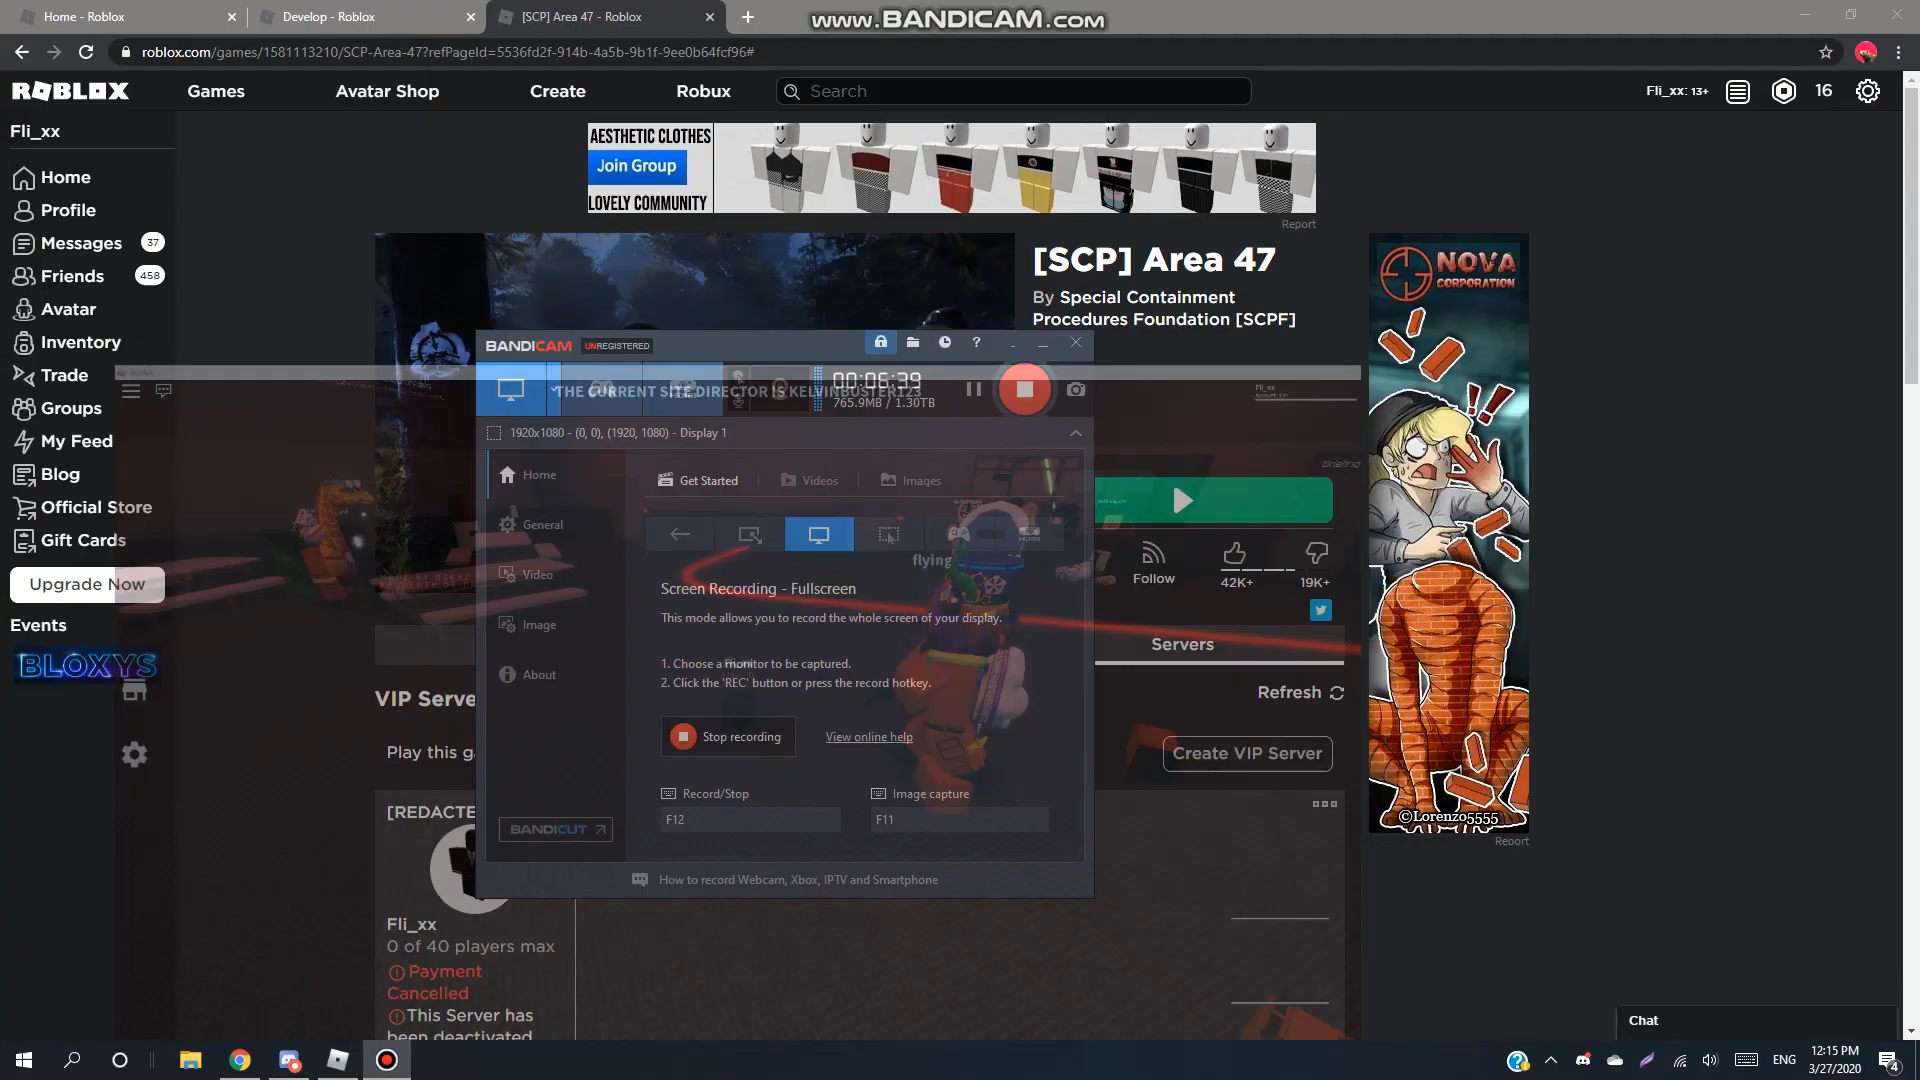 Home - Roblox
Develop - Roblox
[SCP] Area 47 - Roblox
www.BANDICAM.com
roblox.com/games/1581113210/SCP-Area-47?refPageId=5536fd2f-914b-4a5b-9b1f-9ee0b64fcf96#
ROBLOX
Games
Avatar Shop
Create
Robux
Search
Fli_xx: 13+
16
Fli_xx
Home
Profile
Messages
37
Friends
458
Avatar
Inventory
Trade
Groups
My Feed
Blog
Official Store
Gift Cards
Upgrade Now
Events
BLOXYS
AESTHETIC CLOTHES
Join Group
LOVELY COMMUNITY
Report
[SCP] Area 47
By Special Containment
Procedures Foundation [SCPF]
BANDICAM
UNREGISTERED
00:06:39
765.9MB / 1.30TB
THE CURRENT SITE DIRECTOR IS KELVINBUSTER123
1920x1080 - (0, 0), (1920, 1080) - Display 1
Home
General
Video
Image
About
BANDICUT
Get Started
Videos
Images
flying
Screen Recording - Fullscreen
This mode allows you to record the whole screen of your display.
1. Choose a monitor to be captured.
2. Click the 'REC' button or press the record hotkey.
Stop recording
View online help
Record/Stop
F12
Image capture
F11
How to record Webcam, Xbox, IPTV and Smartphone
Fli_xx
Account: 13+
Briefing
Follow
42K+
19K+
Servers
VIP Serve
Refresh
Play this ga
Create VIP Server
[REDACTE
Fli_xx
0 of 40 players max
Payment
Cancelled
This Server has
been deactivated
NOVA
CORPORATION
©Lorenzo5555
Report
Chat
ENG
12:15 PM
3/27/2020
4